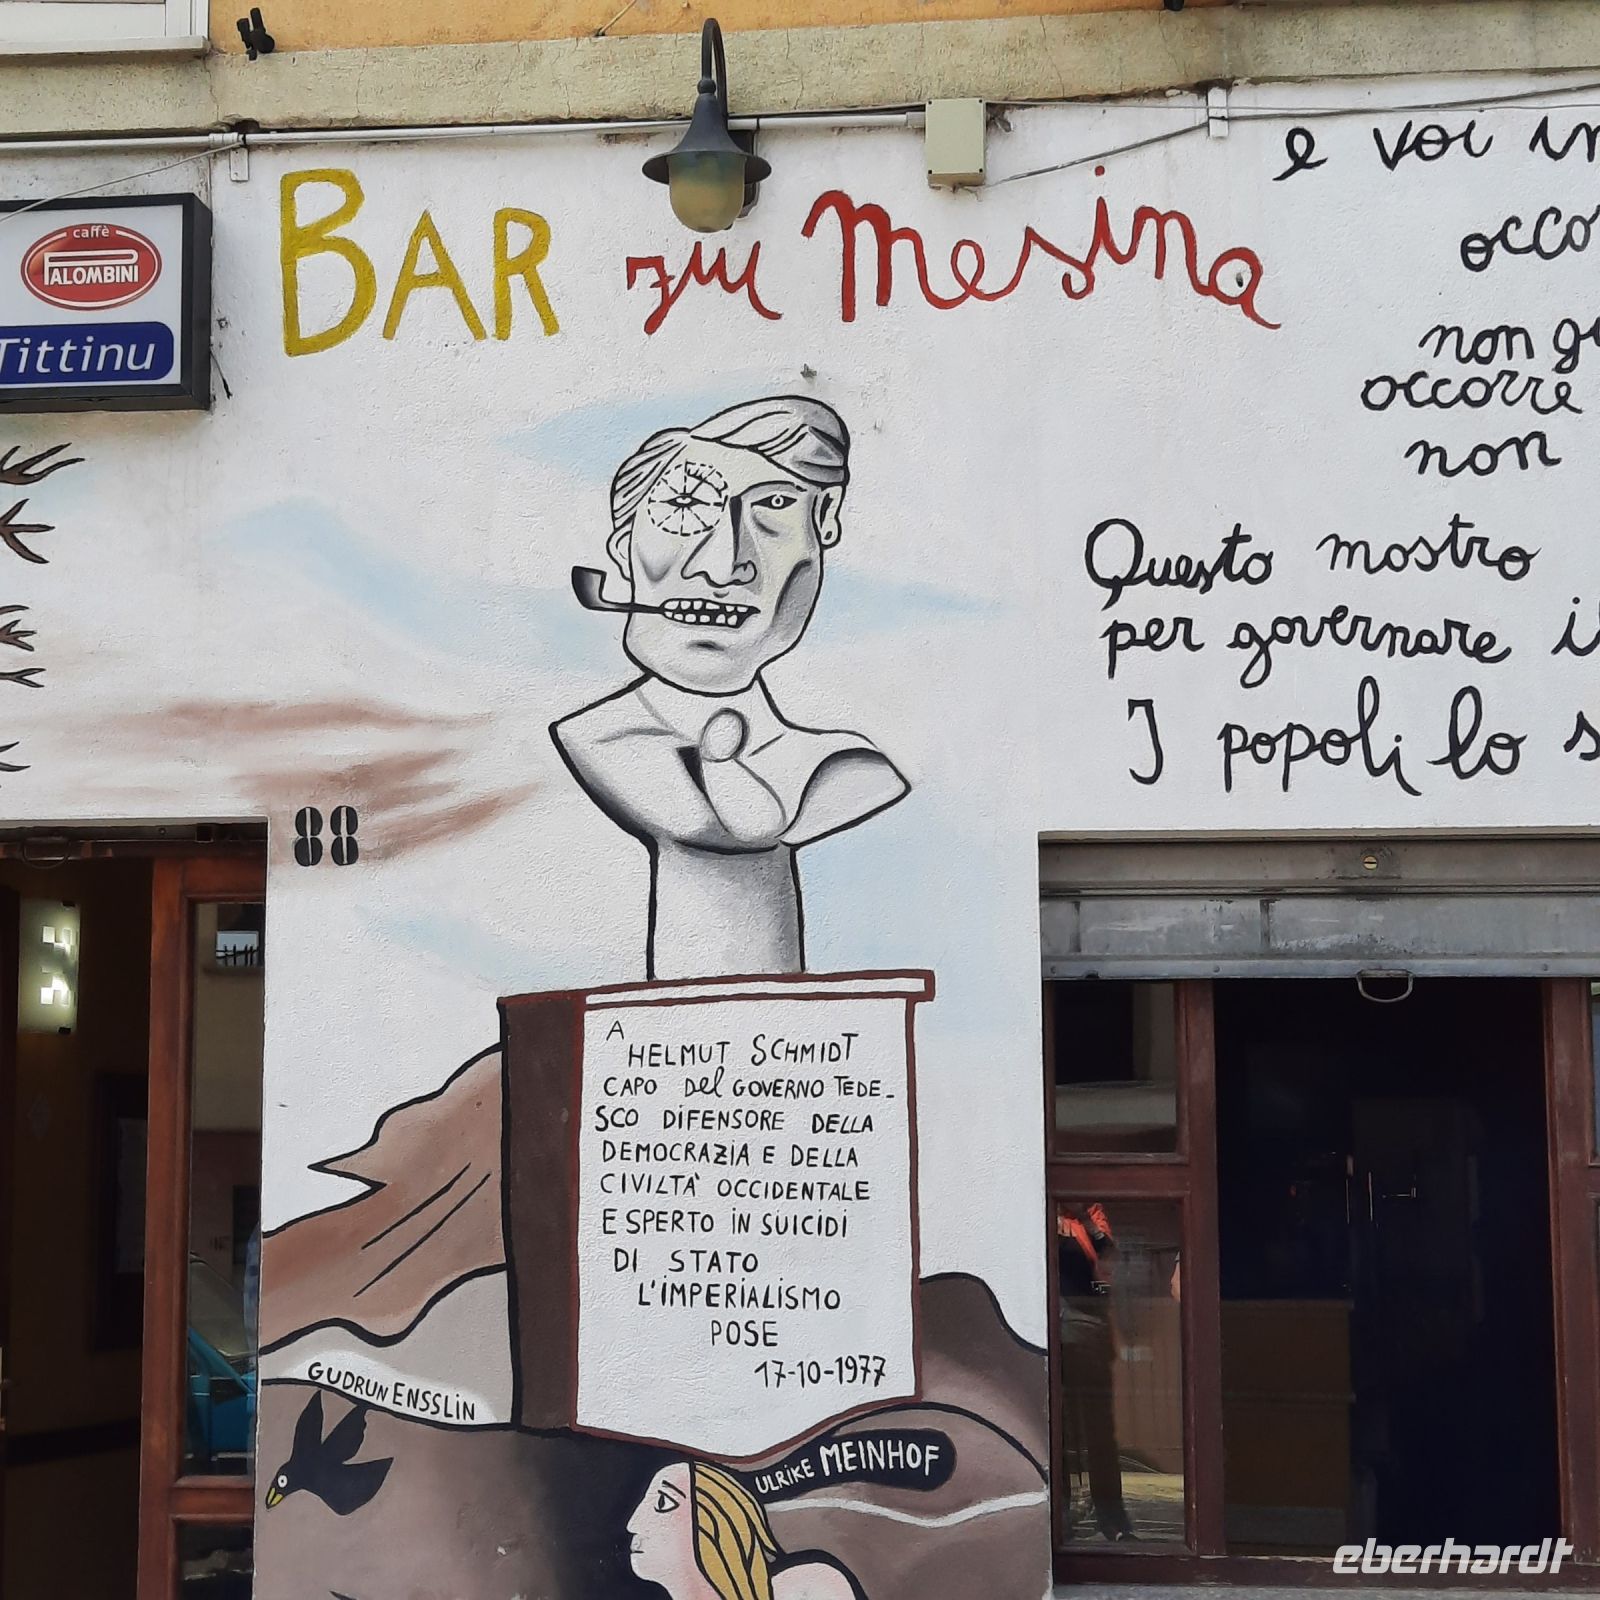 caffè
PALOMBINI
Tittinu
BAR zu Mesina
e voi
non
occorre
non
Questo mostro
per governare
I popoli lo
88
A
HELMUT SCHMIDT
CAPO DEL GOVERNO TEDE-
SCO DIFENSORE DELLA
DEMOCRAZIA E DELLA
CIVILTA' OCCIDENTALE
ESPERTO IN SUICIDI
DI STATO
L'IMPERIALISMO
POSE
17-10-1977
GUDRUN ENSSLIN
ULRIKE MEINHOF
eberhardt